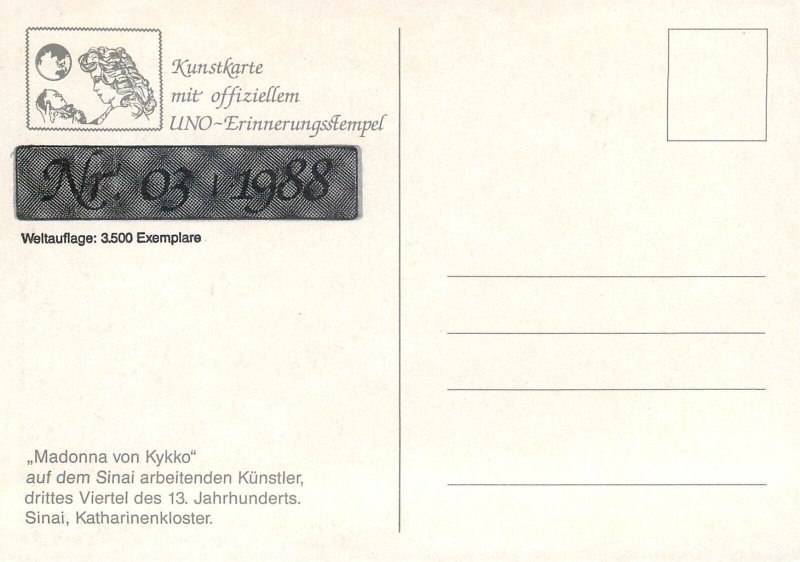 Kunstkarte
mit offiziellem
UNO~Erinnerungsstempel
Nr. 03 | 1988
Weltauflage: 3.500 Exemplare
„Madonna von Kykko“
auf dem Sinai arbeitenden Künstler,
drittes Viertel des 13. Jahrhunderts.
Sinai, Katharinenkloster.